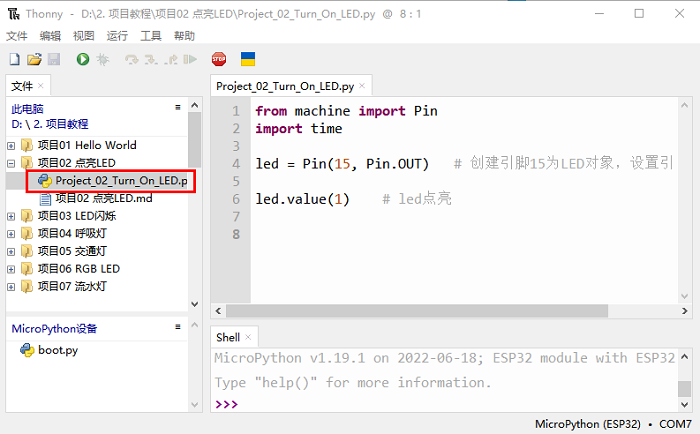 Thonny - D:\2. 项目教程\项目02 点亮LED\Project_02_Turn_On_LED.py @ 8 : 1
文件 编辑 视图 运行 工具 帮助
STOP
文件 ×
此电脑
D: \ 2. 项目教程
项目01 Hello World
项目02 点亮LED
Project_02_Turn_On_LED.p
项目02 点亮LED.md
项目03 LED闪烁
项目04 呼吸灯
项目05 交通灯
项目06 RGB LED
项目07 流水灯
MicroPython设备
boot.py
Project_02_Turn_On_LED.py ×
1 from machine import Pin
2 import time
3
4 led = Pin(15, Pin.OUT) # 创建引脚15为LED对象，设置引
5
6 led.value(1) # led点亮
7
8
Shell ×
MicroPython v1.19.1 on 2022-06-18; ESP32 module with ESP32
Type "help()" for more information.
>>>
MicroPython (ESP32) • COM7